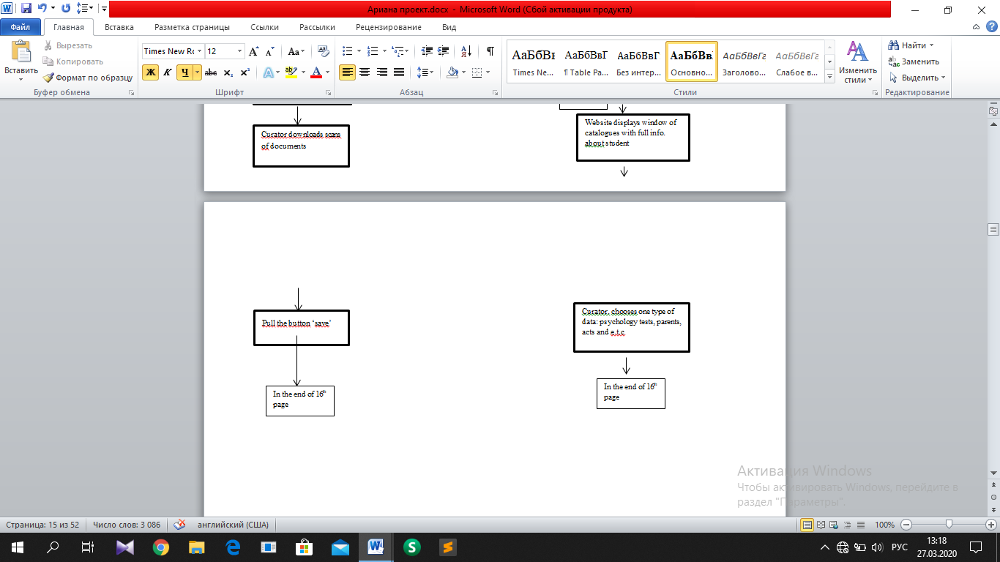 Ариана проект.docx - Microsoft Word (Сбой активации продукта)
Файл Главная Вставка Разметка страницы Ссылки Рассылки Рецензирование Вид
Вставить
Вырезать
Копировать
Формат по образцу
Буфер обмена
Times New Ro 12
Ж К Ч abc x₂ x²
Шрифт
Абзац
АаБбВı АаБбВвГ АаБбВвГ АаБбВв АаБбВвГг АаБбВвГг
Times Ne... ¶ Table Pa... Без интер... Осно́вно... Заголово... Слабое в...
Стили
Изменить
стили
Найти
Заменить
Выделить
Редактирование
Curator downloads scans
of documents
Website displays window of
catalogues with full info.
about student
Pull the button ‘save’
In the end of 16th
page
Curator. chooses one type of
data: psychology tests, parents,
acts and e.t.c
In the end of 16th
page
Активация Windows
Чтобы активировать Windows, перейдите в
раздел "Параметры".
Страница: 15 из 52 Число слов: 3 086 английский (США) 100%
РУС
13:18
27.03.2020